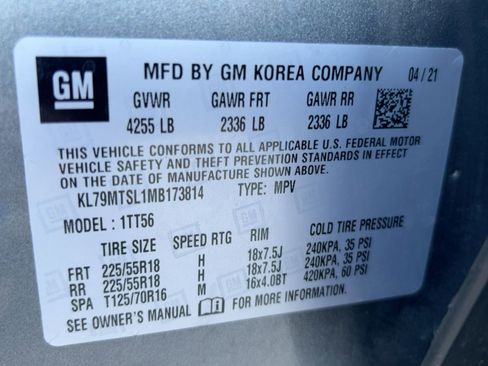 GM
MFD BY GM KOREA COMPANY 04 / 21
GVWR GAWR FRT GAWR RR
4255 LB 2336 LB 2336 LB
THIS VEHICLE CONFORMS TO ALL APPLICABLE U.S. FEDERAL MOTOR
VEHICLE SAFETY AND THEFT PREVENTION STANDARDS IN EFFECT ON
THE DATE OF MANUFACTURE SHOWN ABOVE.
KL79MTSL1MB173814 TYPE: MPV
MODEL : 1TT56
TIRE SIZE SPEED RTG RIM COLD TIRE PRESSURE
FRT 225/55R18 H 18x7.5J 240KPA, 35 PSI
RR 225/55R18 H 18x7.5J 240KPA, 35 PSI
SPA T125/70R16 M 16x4.0BT 420KPA, 60 PSI
SEE OWNER'S MANUAL FOR MORE INFORMATION